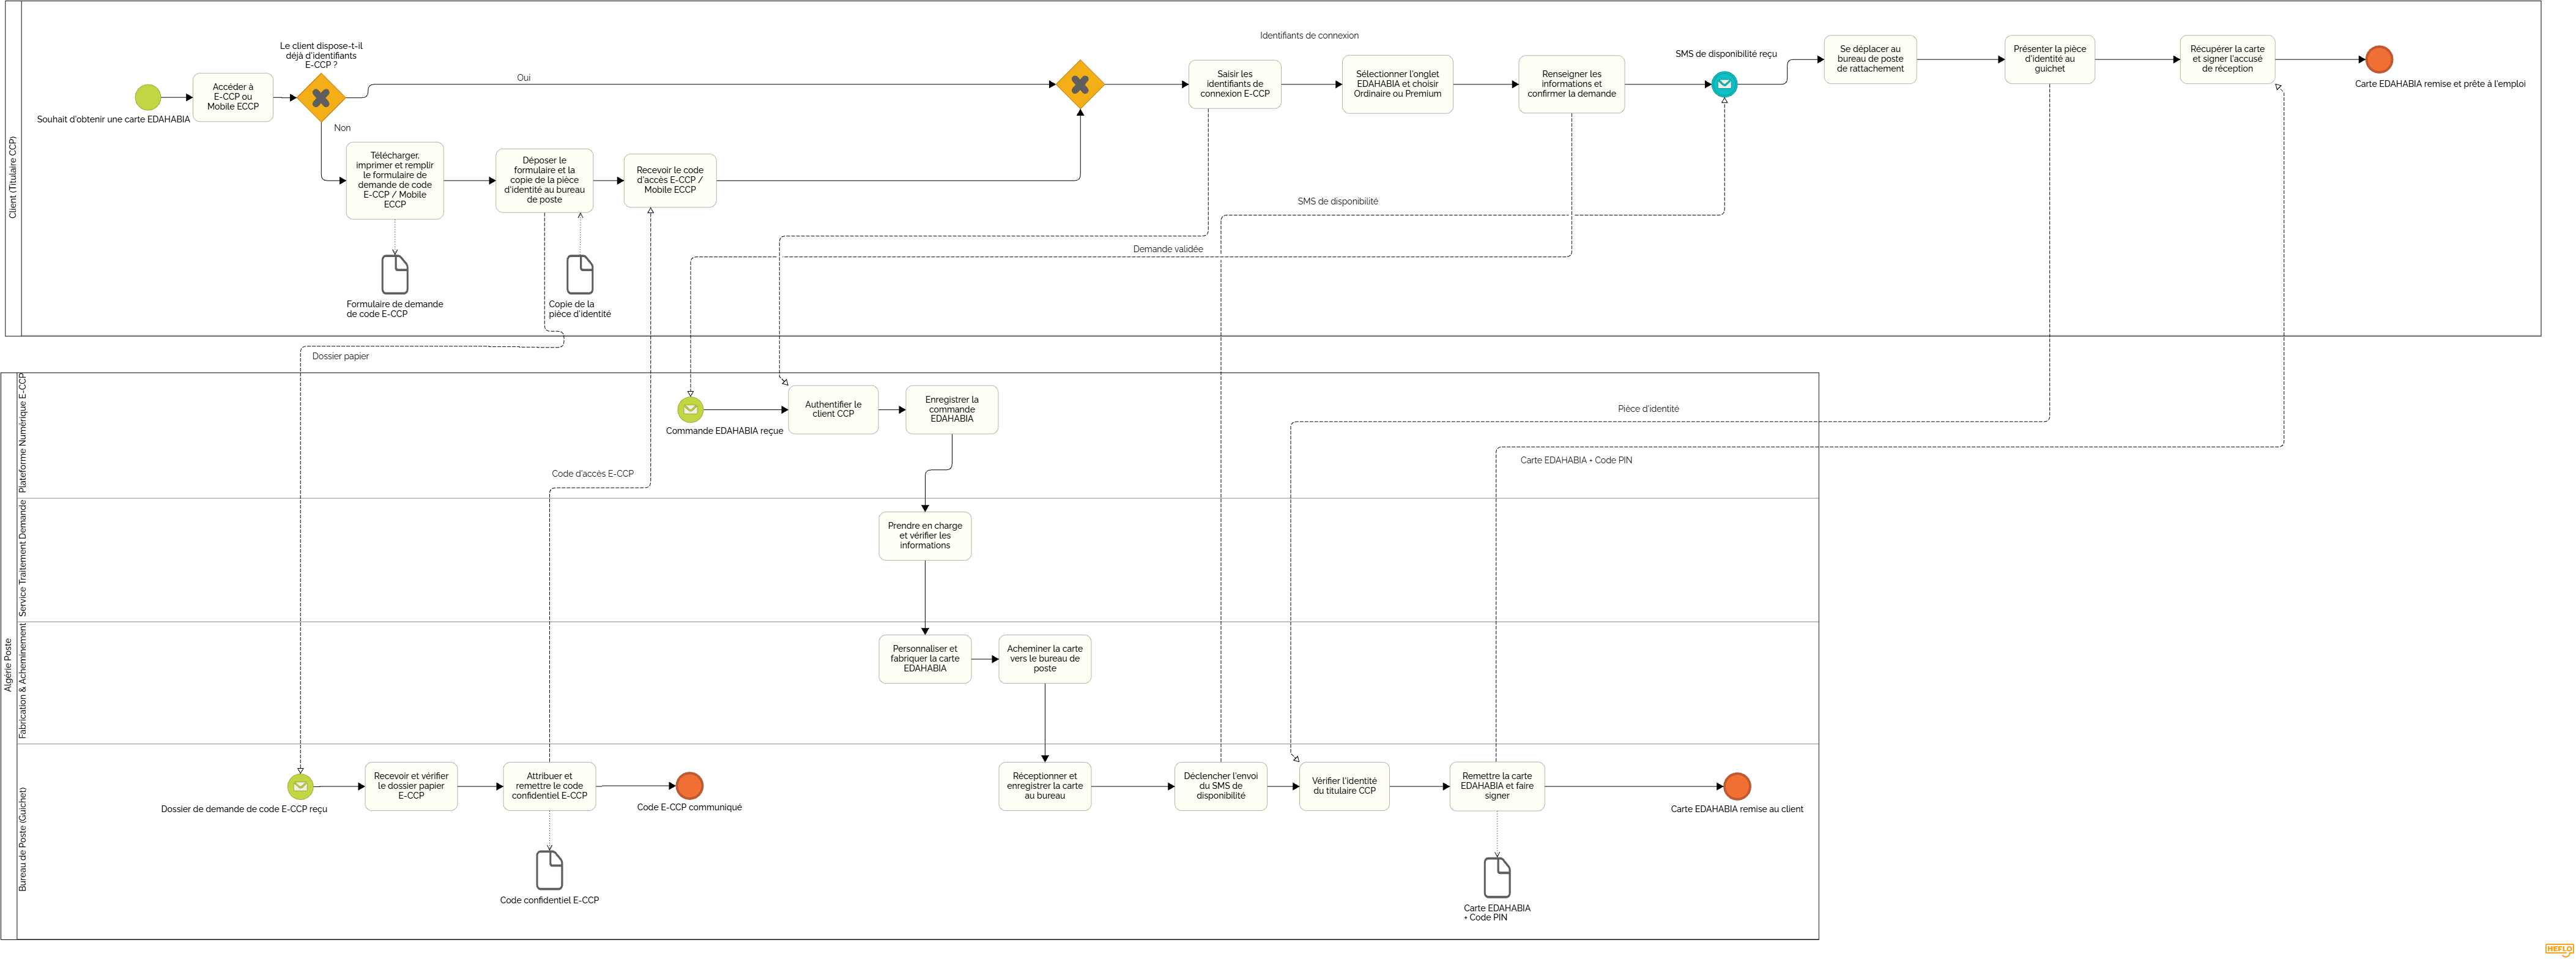 Client (Titulaire CCP)
Souhait d'obtenir une carte EDAHABIA
Accéder à
E-CCP ou
Mobile ECCP
Le client dispose-t-il
déjà d'identifiants
E-CCP ?
Oui
Non
Télécharger,
imprimer et remplir
le formulaire de
demande de code
E-CCP / Mobile
ECCP
Déposer le
formulaire et la
copie de la pièce
d'identité au bureau
de poste
Recevoir le code
d'accès E-CCP /
Mobile ECCP
Formulaire de demande
de code E-CCP
Copie de la
pièce d'identité
Identifiants de connexion
Saisir les
identifiants de
connexion E-CCP
Sélectionner l'onglet
EDAHABIA et choisir
Ordinaire ou Premium
Renseigner les
informations et
confirmer la demande
SMS de disponibilité reçu
Se déplacer au
bureau de poste
de rattachement
Présenter la pièce
d'identité au
guichet
Récupérer la carte
et signer l'accusé
de réception
Carte EDAHABIA remise et prête à l'emploi
SMS de disponibilité
Demande validée
Dossier papier
Algérie Poste
Plateforme Numérique E-CCP
Commande EDAHABIA reçue
Authentifier le
client CCP
Enregistrer la
commande
EDAHABIA
Pièce d'identité
Carte EDAHABIA + Code PIN
Code d'accès E-CCP
Service Traitement Demande
Prendre en charge
et vérifier les
informations
Fabrication & Acheminement
Personnaliser et
fabriquer la carte
EDAHABIA
Acheminer la carte
vers le bureau de
poste
Bureau de Poste (Guichet)
Dossier de demande de code E-CCP reçu
Recevoir et vérifier
le dossier papier
E-CCP
Attribuer et
remettre le code
confidentiel E-CCP
Code E-CCP communiqué
Code confidentiel E-CCP
Réceptionner et
enregistrer la carte
au bureau
Déclencher l'envoi
du SMS de
disponibilité
Vérifier l'identité
du titulaire CCP
Remettre la carte
EDAHABIA et faire
signer
Carte EDAHABIA remise au client
Carte EDAHABIA
+ Code PIN
HEFLO